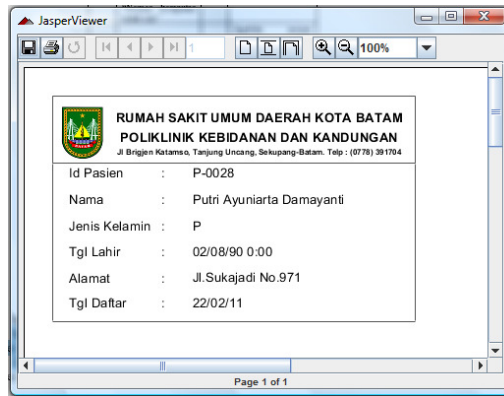 JasperViewer
1
100%
RUMAH SAKIT UMUM DAERAH KOTA BATAM
POLIKLINIK KEBIDANAN DAN KANDUNGAN
Jl Brigjen Katamso, Tanjung Uncang, Sekupang-Batam. Telp : (0778) 391704
Id Pasien : P-0028
Nama : Putri Ayuniarta Damayanti
Jenis Kelamin : P
Tgl Lahir : 02/08/90 0:00
Alamat : Jl.Sukajadi No.971
Tgl Daftar : 22/02/11
Page 1 of 1